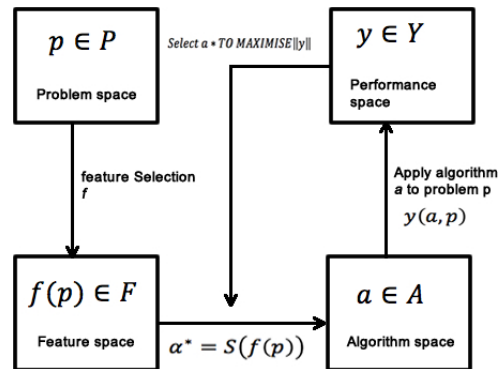 p ∈ P
Problem space
Select a * TO MAXIMISE‖y‖
y ∈ Y
Performance
space
feature Selection
f
Apply algorithm
a to problem p
y(a,p)
f(p) ∈ F
Feature space
α* = S(f(p))
a ∈ A
Algorithm space